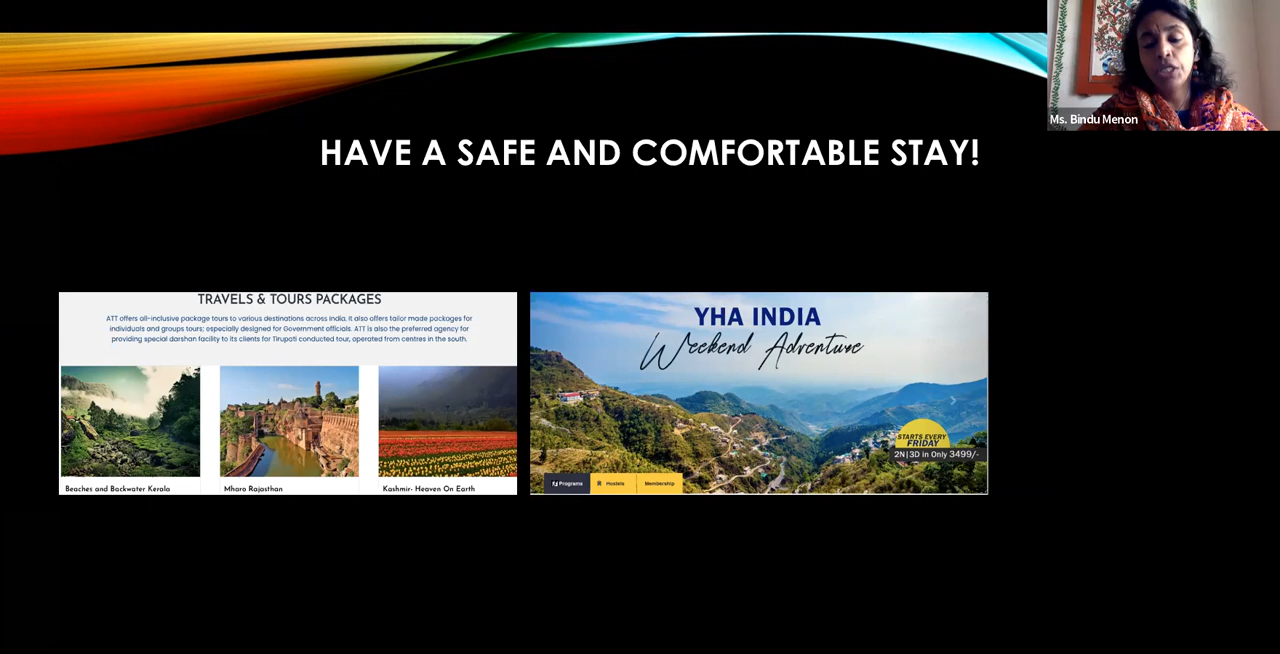 Ms. Bindu Menon
HAVE A SAFE AND COMFORTABLE STAY!
TRAVELS & TOURS PACKAGES
ATT offers all-inclusive package tours to various destinations across India. It also offers tailor made packages for
individuals and groups tours; especially designed for Government officials. ATT is also the preferred agency for
providing special darshan facility to its clients for Tirupati conducted tour, operated from centres in the south.
Beaches and Backwater Kerala
Mharo Rajasthan
Kashmir- Heaven On Earth
YHA INDIA
Weekend Adventure
STARTS EVERY
FRIDAY
2N|3D in Only 3499/-
Programs
Hostels
Membership